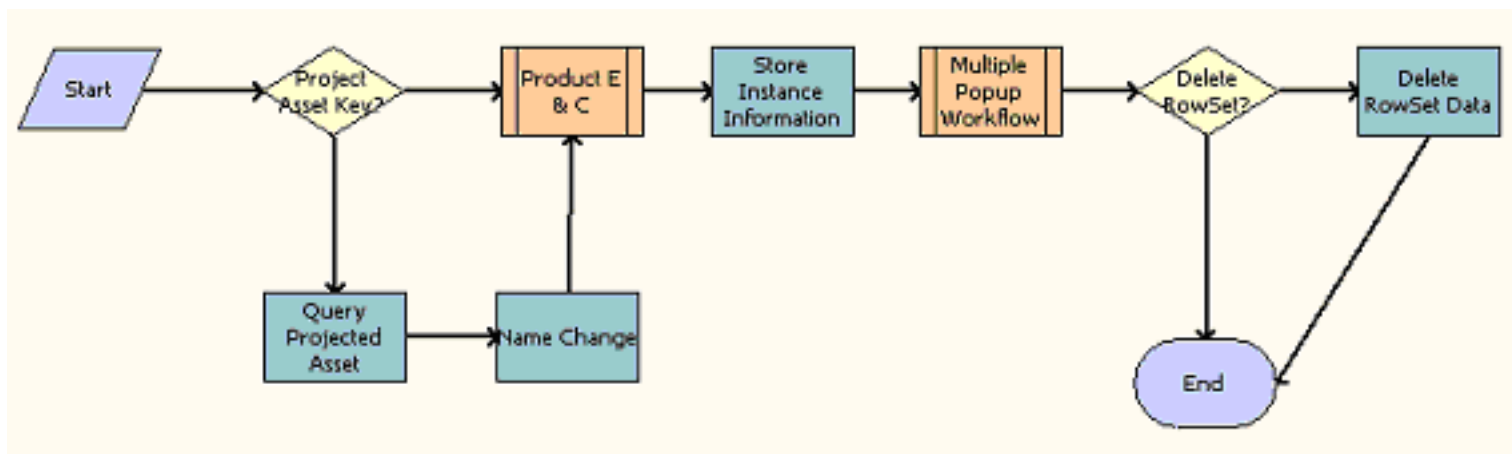 Start
Project
Asset Key?
Product E
& C
Store
Instance
Information
Multiple
Popup
Workflow
Delete
RowSet?
Delete
RowSet Data
Query
Projected
Asset
Name Change
End